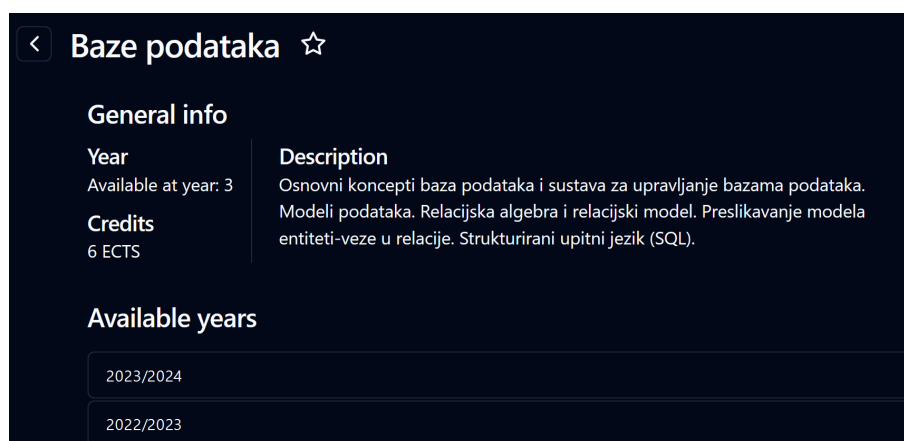 Baze podataka
General info
Year
Available at year: 3
Credits
6 ECTS
Description
Osnovni koncepti baza podataka i sustava za upravljanje bazama podataka.
Modeli podataka. Relacijska algebra i relacijski model. Preslikavanje modela
entiteti-veze u relacije. Strukturirani upitni jezik (SQL).
Available years
2023/2024
2022/2023